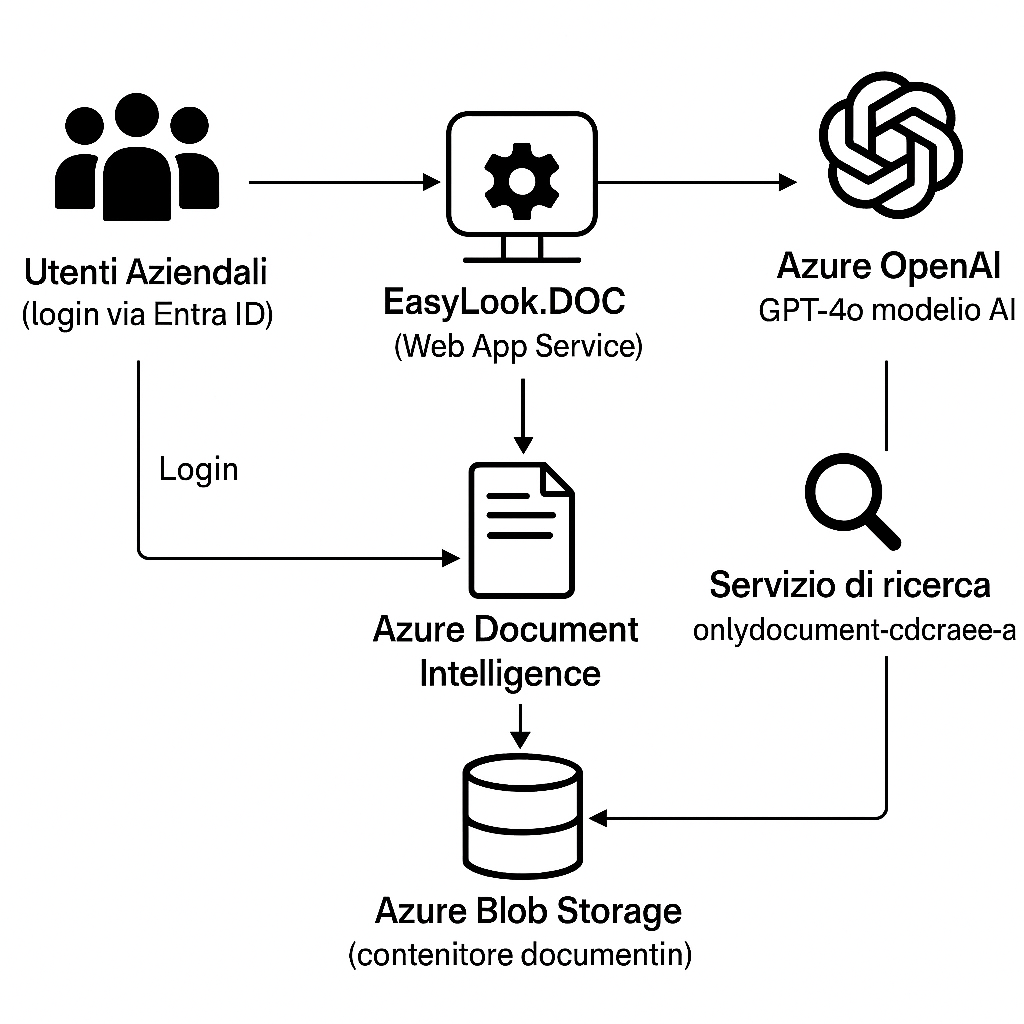 Utenti Aziendali
(login via Entra ID)
EasyLook.DOC
(Web App Service)
Azure OpenAI
GPT-4o modelio AI
Login
Azure Document
Intelligence
Servizio di ricerca
onlydocument-cdcraee-a
Azure Blob Storage
(contenitore documentin)